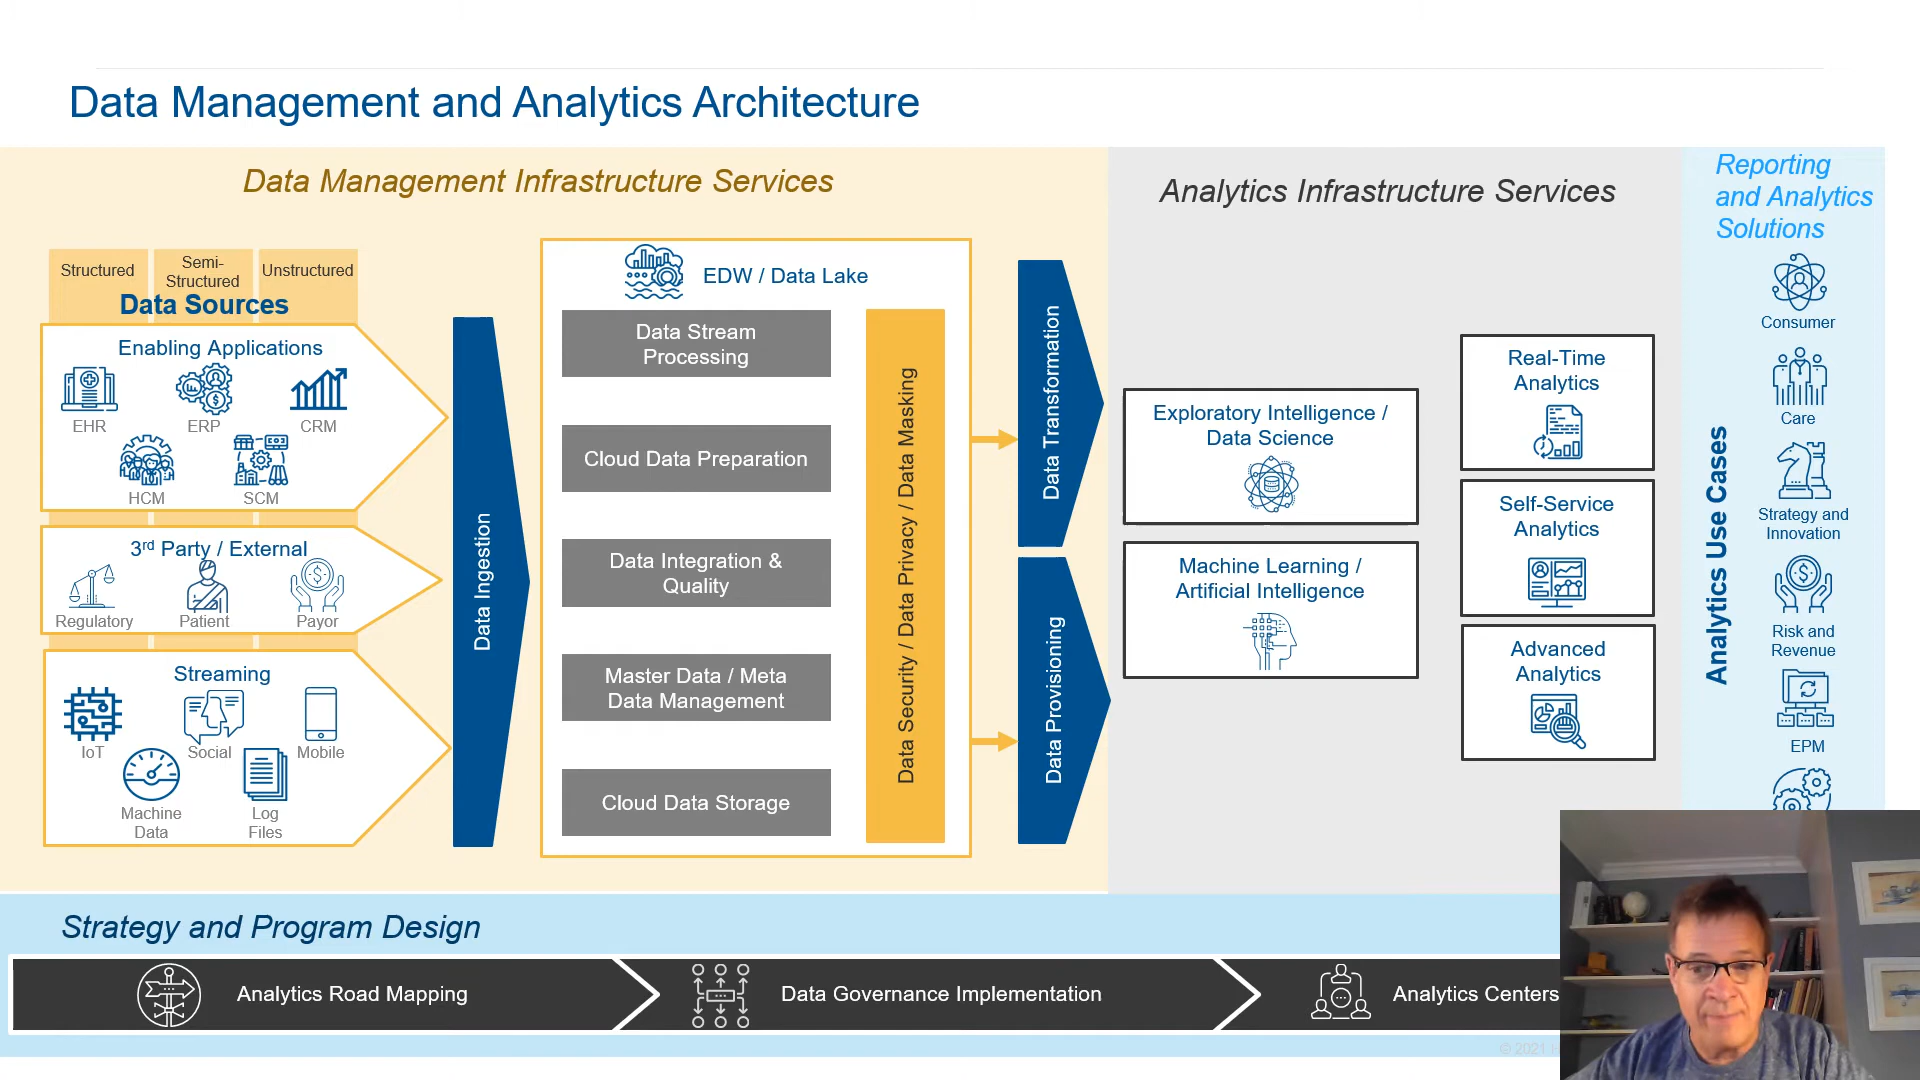 Data Management and Analytics Architecture
Data Management Infrastructure Services
Structured
Semi-
Structured
Unstructured
Data Sources
Enabling Applications
EHR
ERP
CRM
HCM
SCM
3rd Party / External
Regulatory
Patient
Payor
Streaming
IoT
Social
Mobile
Machine
Data
Log
Files
Data Ingestion
EDW / Data Lake
Data Stream
Processing
Cloud Data Preparation
Data Integration &
Quality
Master Data / Meta
Data Management
Cloud Data Storage
Data Security / Data Privacy / Data Masking
Data Transformation
Data Provisioning
Analytics Infrastructure Services
Exploratory Intelligence /
Data Science
Machine Learning /
Artificial Intelligence
Real-Time
Analytics
Self-Service
Analytics
Advanced
Analytics
Reporting
and Analytics
Solutions
Analytics Use Cases
Consumer
Care
Strategy and
Innovation
Risk and
Revenue
EPM
Strategy and Program Design
Analytics Road Mapping
Data Governance Implementation
Analytics Centers
© 2021